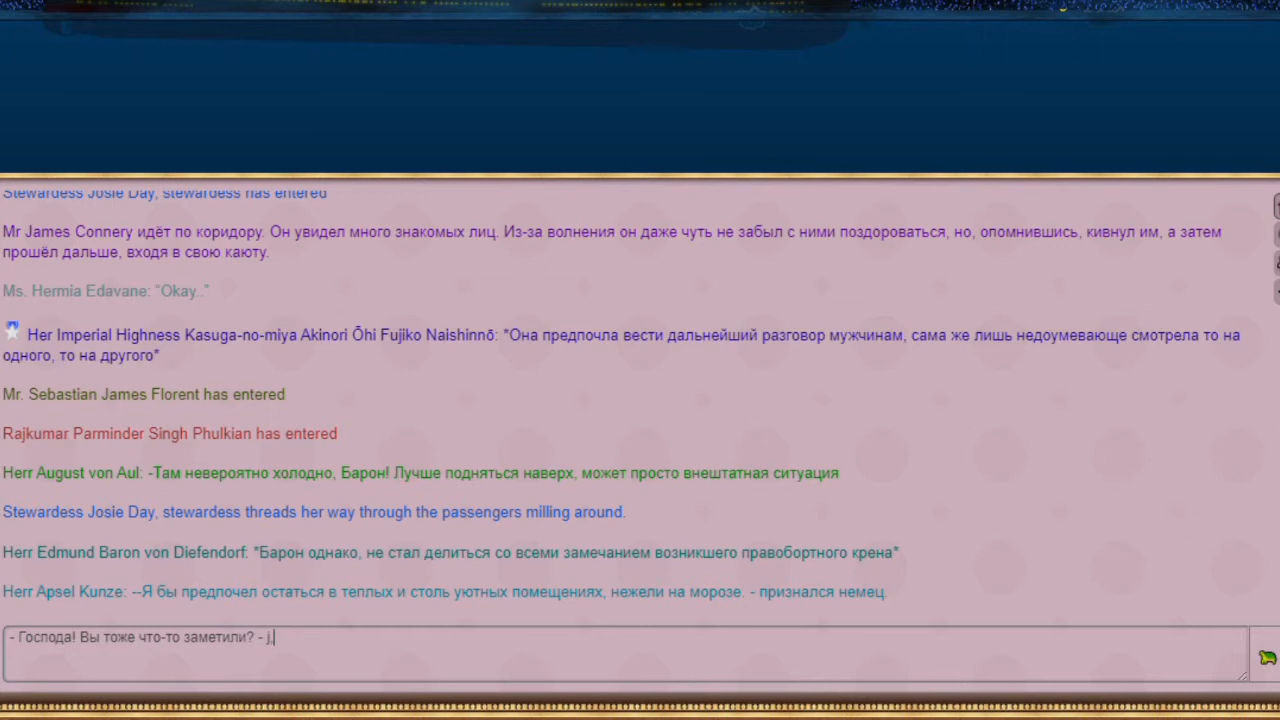 Stewardess Josie Day, stewardess has entered
Mr James Connery идёт по коридору. Он увидел много знакомых лиц. Из-за волнения он даже чуть не забыл с ними поздороваться, но, опомнившись, кивнул им, а затем
прошёл дальше, входя в свою каюту.
Ms. Hermia Edavane: “Okay..”
Her Imperial Highness Kasuga-no-miya Akinori Ōhi Fujiko Naishinnō: *Она предпочла вести дальнейший разговор мужчинам, сама же лишь недоумевающе смотрела то на
одного, то на другого*
Mr. Sebastian James Florent has entered
Rajkumar Parminder Singh Phulkian has entered
Herr August von Aul: -Там невероятно холодно, Барон! Лучше подняться наверх, может просто внештатная ситуация
Stewardess Josie Day, stewardess threads her way through the passengers milling around.
Herr Edmund Baron von Diefendorf: *Барон однако, не стал делиться со всеми замечанием возникшего правобортного крена*
Herr Apsel Kunze: --Я бы предпочел остаться в теплых и столь уютных помещениях, нежели на морозе. - признался немец.
- Господа! Вы тоже что-то заметили? - j,